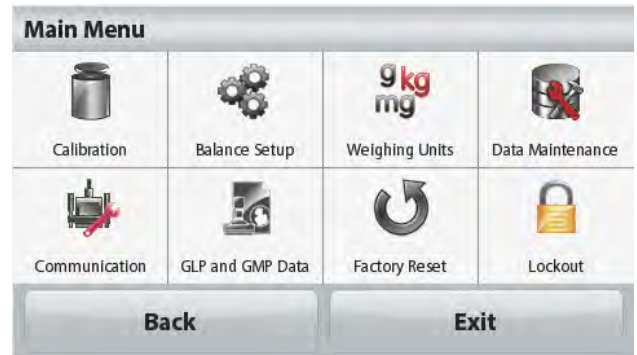 Main Menu
g kg
mg
Calibration
Balance Setup
Weighing Units
Data Maintenance
Communication
GLP and GMP Data
Factory Reset
Lockout
Back
Exit